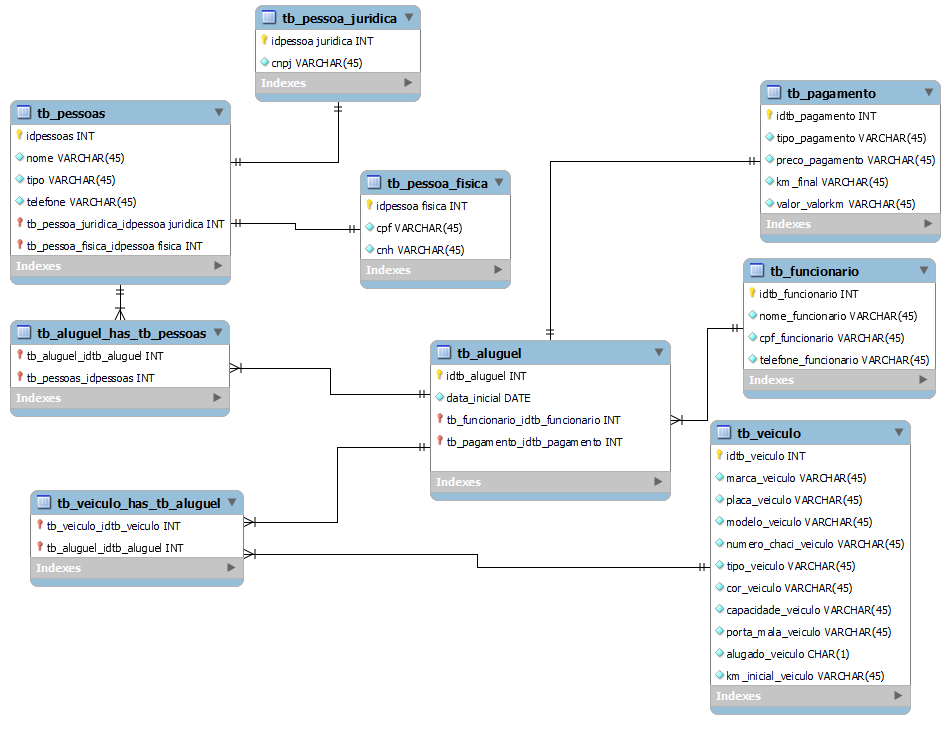 tb_pessoa_juridica
idpessoa juridica INT
cnpj VARCHAR(45)
Indexes
tb_pessoas
idpessoas INT
nome VARCHAR(45)
tipo VARCHAR(45)
telefone VARCHAR(45)
tb_pessoa_juridica_idpessoa juridica INT
tb_pessoa_fisica_idpessoa fisica INT
Indexes
tb_pessoa_fisica
idpessoa fisica INT
cpf VARCHAR(45)
cnh VARCHAR(45)
Indexes
tb_pagamento
idtb_pagamento INT
tipo_pagamento VARCHAR(45)
preco_pagamento VARCHAR(45)
km_final VARCHAR(45)
valor_valorkm VARCHAR(45)
Indexes
tb_funcionario
idtb_funcionario INT
nome_funcionario VARCHAR(45)
cpf_funcionario VARCHAR(45)
telefone_funcionario VARCHAR(45)
Indexes
tb_aluguel_has_tb_pessoas
tb_aluguel_idtb_aluguel INT
tb_pessoas_idpessoas INT
Indexes
tb_aluguel
idtb_aluguel INT
data_inicial DATE
tb_funcionario_idtb_funcionario INT
tb_pagamento_idtb_pagamento INT
Indexes
tb_veiculo_has_tb_aluguel
tb_veiculo_idtb_veiculo INT
tb_aluguel_idtb_aluguel INT
Indexes
tb_veiculo
idtb_veiculo INT
marca_veiculo VARCHAR(45)
placa_veiculo VARCHAR(45)
modelo_veiculo VARCHAR(45)
numero_chaci_veiculo VARCHAR(45)
tipo_veiculo VARCHAR(45)
cor_veiculo VARCHAR(45)
capacidade_veiculo VARCHAR(45)
porta_mala_veiculo VARCHAR(45)
alugado_veiculo CHAR(1)
km_inicial_veiculo VARCHAR(45)
Indexes